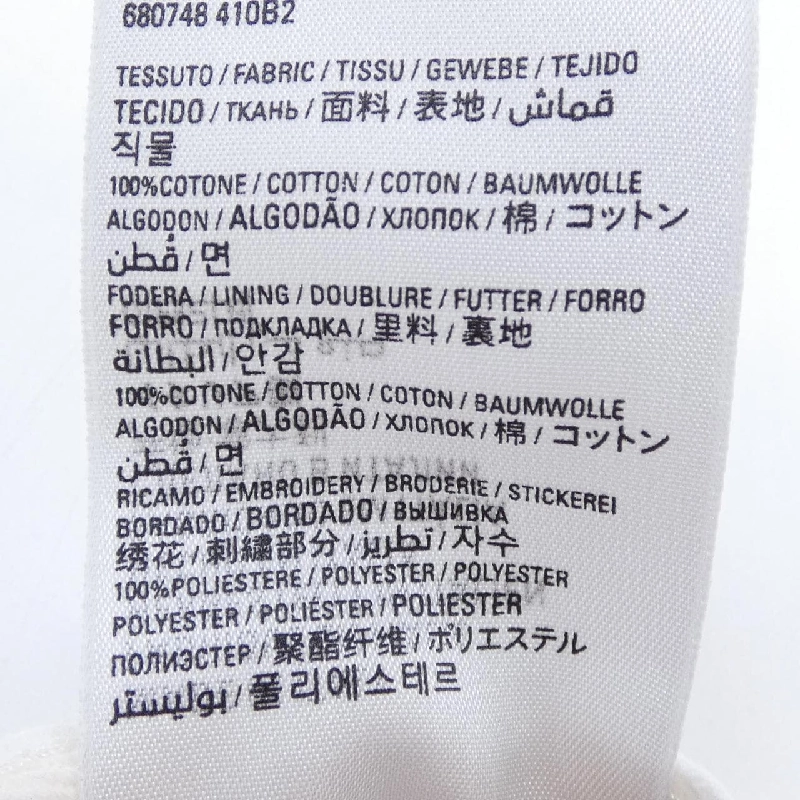 680748 410B2
TESSUTO / FABRIC / TISSU / GEWEBE / TEJIDO
TECIDO / ТКАНЬ / 面料 / 表地 / قماش
직물
100%COTONE / COTTON / COTON / BAUMWOLLE
ALGODON / ALGODÃO / ХЛОПОК / 棉 / コットン
قُطن / 면
FODERA / LINING / DOUBLURE / FUTTER / FORRO
FORRO / ПОДКЛАДКА / 里料 / 裏地
البطانة / 안감
100%COTONE / COTTON / COTON / BAUMWOLLE
ALGODON / ALGODÃO / ХЛОПОК / 棉 / コットン
قُطن / 면
RICAMO / EMBROIDERY / BRODERIE / STICKEREI
BORDADO / BORDADO / ВЫШИВКА
绣花 / 刺繍部分 / تطريز / 자수
100%POLIESTERE / POLYESTER / POLYESTER
POLYESTER / POLIÉSTER / POLIESTER
ПОЛИЭСТЕР / 聚酯纤维 / ポリエステル
بوليستر / 폴리에스테르